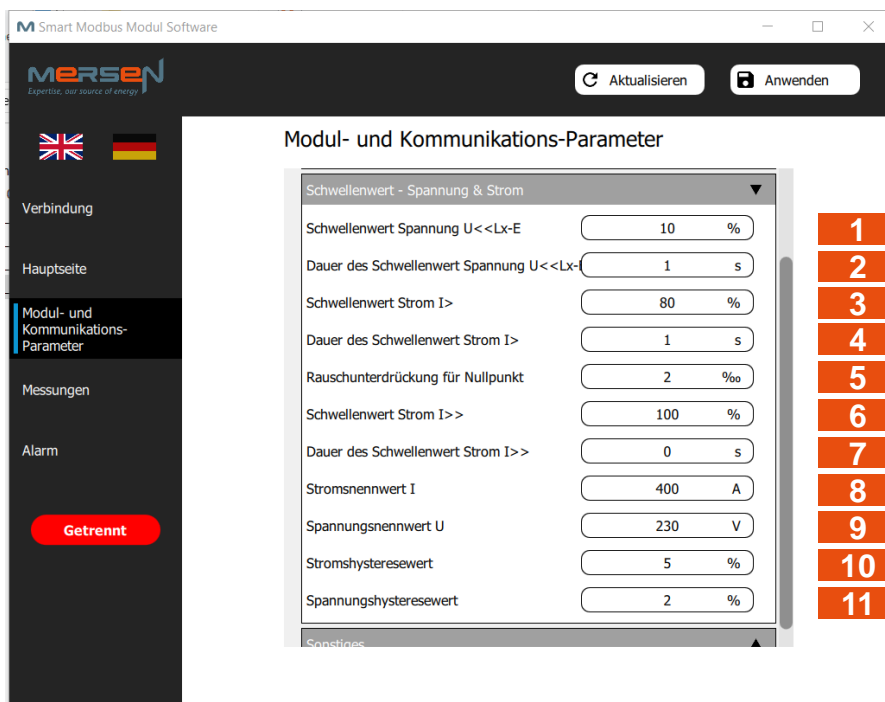 Smart Modbus Modul Software
MERSEN
Expertise, our source of energy
Aktualisieren
Anwenden
Modul- und Kommunikations-Parameter
Verbindung
Hauptseite
Modul- und
Kommunikations-
Parameter
Messungen
Alarm
Getrennt
Schwellenwert - Spannung & Strom
Schwellenwert Spannung U<<Lx-E 10 % 1
Dauer des Schwellenwert Spannung U<<Lx- 1 s 2
Schwellenwert Strom I> 80 % 3
Dauer des Schwellenwert Strom I> 1 s 4
Rauschunterdrückung für Nullpunkt 2 ‰ 5
Schwellenwert Strom I>> 100 % 6
Dauer des Schwellenwert Strom I>> 0 s 7
Stromsnennwert I 400 A 8
Spannungsnennwert U 230 V 9
Stromshysteresewert 5 % 10
Spannungshysteresewert 2 % 11
Sonstiges